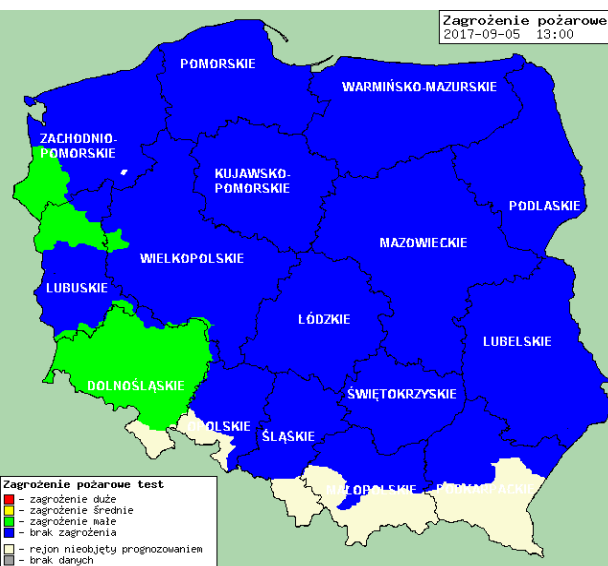 Zagrożenie pożarowe
2017-09-05 13:00
POMORSKIE
WARMIŃSKO-MAZURSKIE
ZACHODNIO-
POMORSKIE
KUJAWSKO-
POMORSKIE
PODLASKIE
MAZOWIECKIE
WIELKOPOLSKIE
LUBUSKIE
ŁÓDZKIE
LUBELSKIE
DOLNOŚLĄSKIE
ŚWIĘTOKRZYSKIE
OPOLSKIE
ŚLĄSKIE
MAŁOPOLSKIE
PODKARPACKIE
Zagrożenie pożarowe test
- zagrożenie duże
- zagrożenie średnie
- zagrożenie małe
- brak zagrożenia
- rejon nieobjęty prognozowaniem
- brak danych